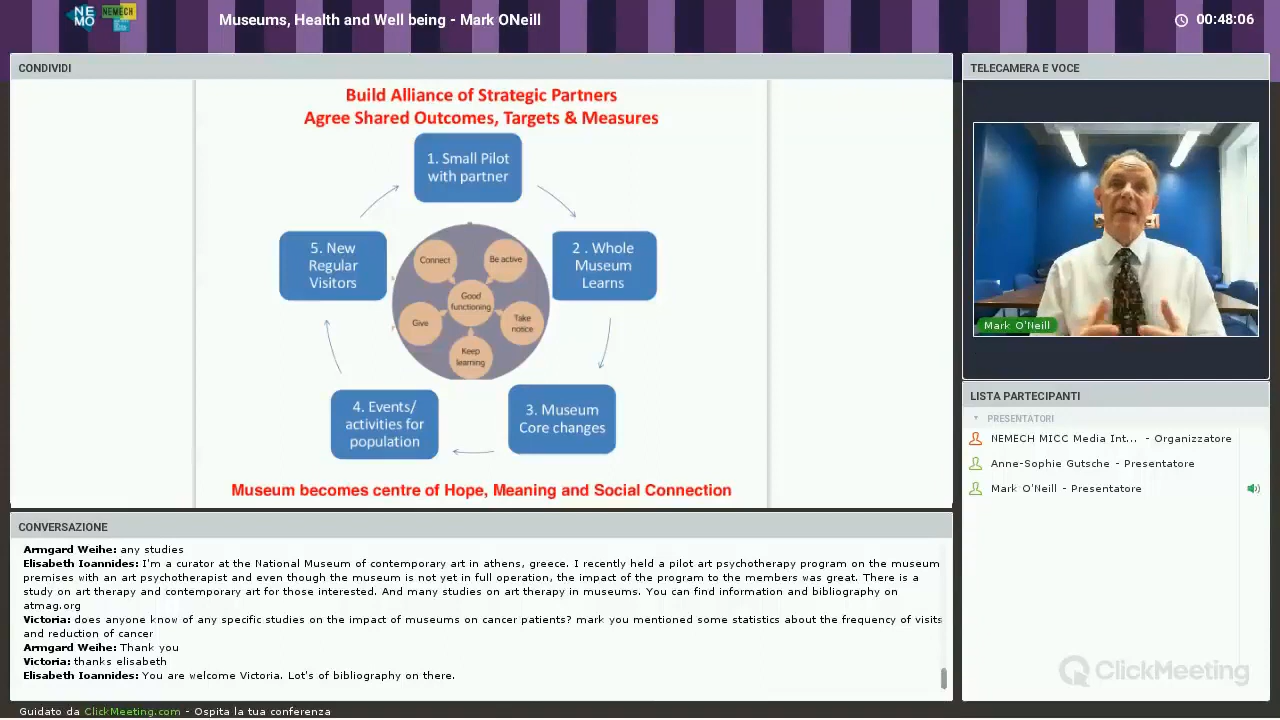 NE
MO
NEMECH
Museums, Health and Well being - Mark ONeill
00:48:06
CONDIVIDI
Build Alliance of Strategic Partners
Agree Shared Outcomes, Targets & Measures
1. Small Pilot
with partner
2 . Whole
Museum
Learns
3. Museum
Core changes
4. Events/
activities for
population
5. New
Regular
Visitors
Connect
Be active
Good
functioning
Give
Take
notice
Keep
learning
Museum becomes centre of Hope, Meaning and Social Connection
TELECAMERA E VOCE
Mark O'Neill
LISTA PARTECIPANTI
PRESENTATORI
NEMECH MICC Media Int... - Organizzatore
Anne-Sophie Gutsche - Presentatore
Mark O'Neill - Presentatore
ClickMeeting
CONVERSAZIONE
Armgard Weihe: any studies
Elisabeth Ioannides: I'm a curator at the National Museum of contemporary art in athens, greece. I recently held a pilot art psychotherapy program on the museum
premises with an art psychotherapist and even though the museum is not yet in full operation, the impact of the program to the members was great. There is a
study on art therapy and contemporary art for those interested. And many studies on art therapy in museums. You can find information and bibliography on
atmag.org
Victoria: does anyone know of any specific studies on the impact of museums on cancer patients? mark you mentioned some statistics about the frequency of visits
and reduction of cancer
Armgard Weihe: Thank you
Victoria: thanks elisabeth
Elisabeth Ioannides: You are welcome Victoria. Lot's of bibliography on there.
Guidato da ClickMeeting.com - Ospita la tua conferenza